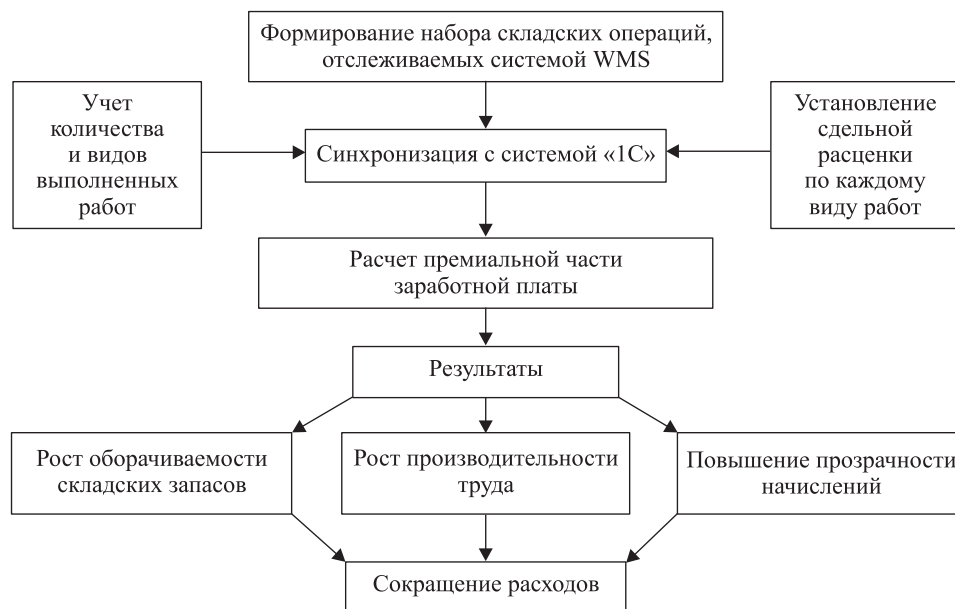 Формирование набора складских операций,
отслеживаемых системой WMS
Учет
количества
и видов
выполненных
работ
Синхронизация с системой «1С»
Установление
сдельной
расценки
по каждому
виду работ
Расчет премиальной части
заработной платы
Результаты
Рост оборачиваемости
складских запасов
Рост производительности
труда
Повышение прозрачности
начислений
Сокращение расходов